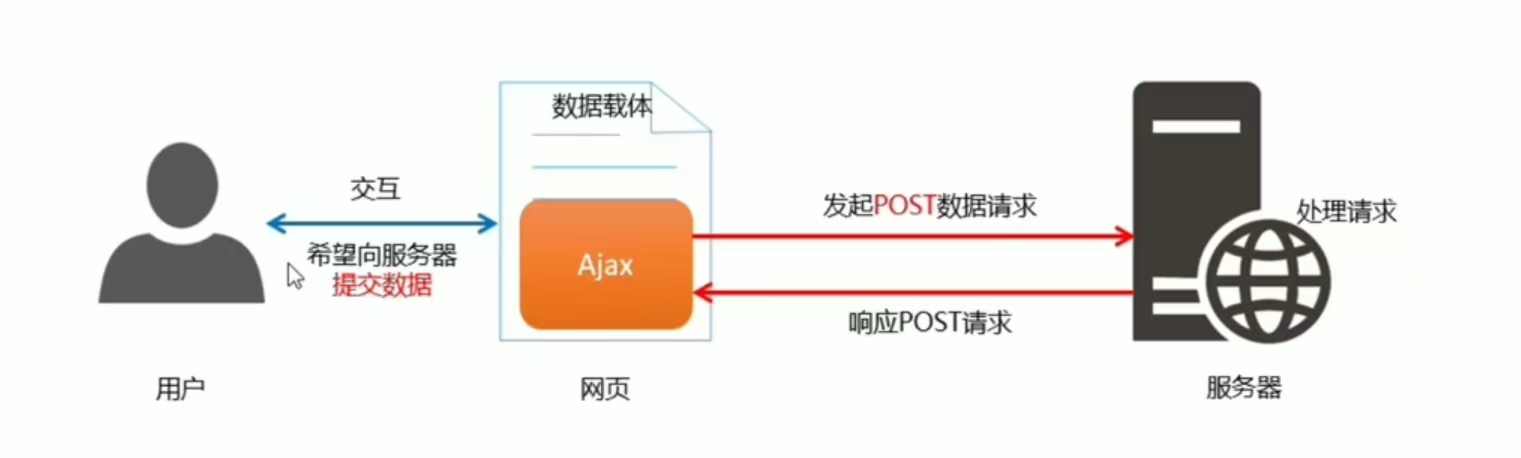 数据载体
交互
希望向服务器
提交数据
Ajax
发起POST数据请求
响应POST请求
处理请求
用户
网页
服务器